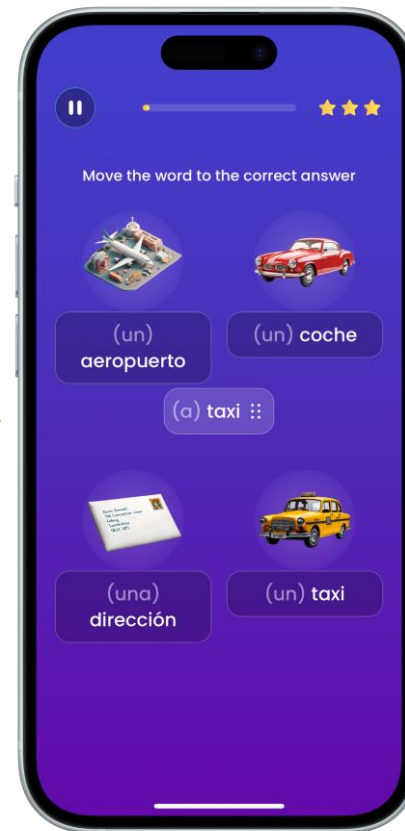 Move the word to the correct answer
(un)
aeropuerto
(un) coche
(a) taxi
(una)
dirección
(un) taxi